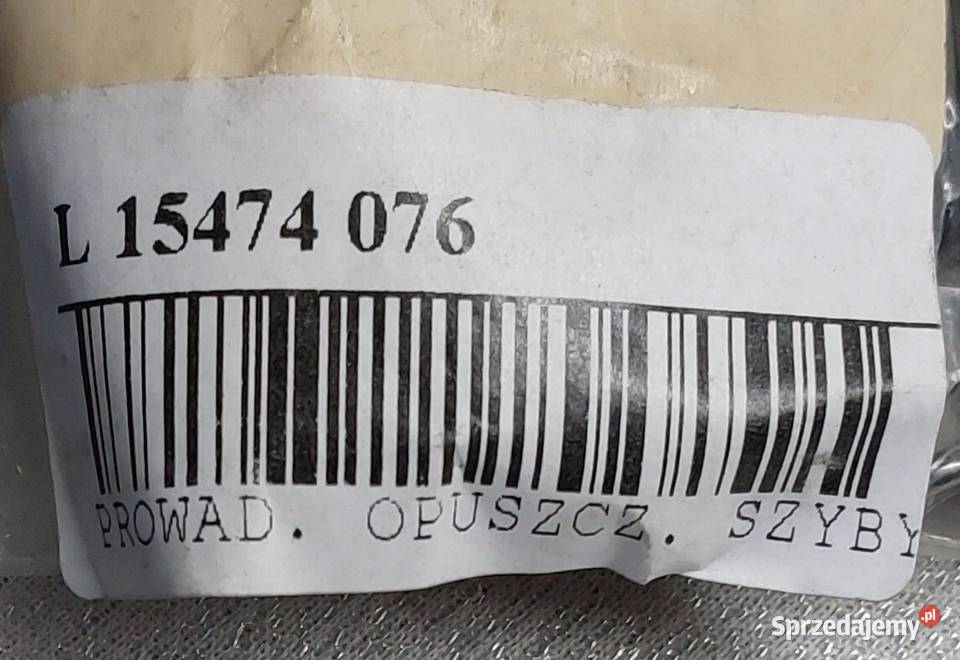 L 15474 076
PROWAD. OPUSZCZ. SZYBY
Sprzedajemy.pl